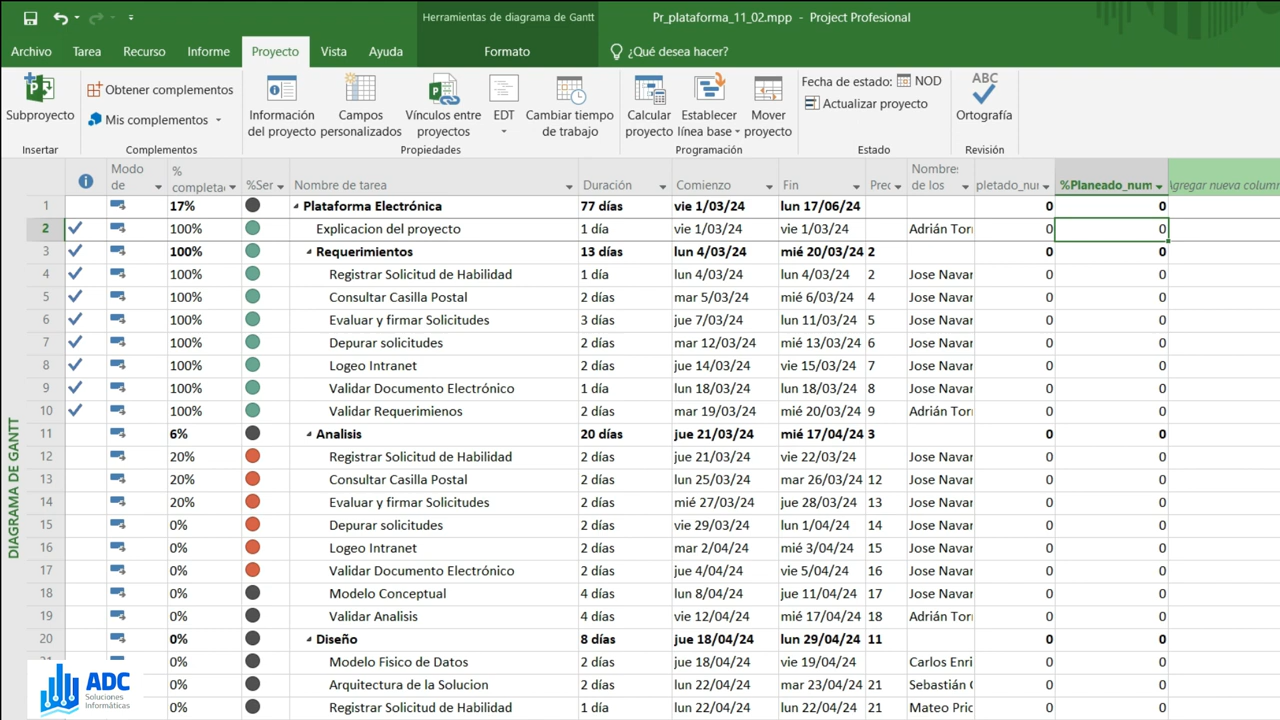 Herramientas de diagrama de Gantt
Pr_plataforma_11_02.mpp - Project Profesional
Archivo Tarea Recurso Informe Proyecto Vista Ayuda Formato ¿Qué desea hacer?
Subproyecto
Obtener complementos
Mis complementos
Información del proyecto
Campos personalizados
Vínculos entre proyectos
EDT
Cambiar tiempo de trabajo
Calcular proyecto
Establecer línea base
Mover proyecto
Fecha de estado: NOD
Actualizar proyecto
ABC
Ortografía
Insertar Complementos Propiedades Programación Estado Revisión
Modo de % completa %Ser Nombre de tarea Duración Comienzo Fin Prec Nombre: de los pletado_nu %Planeado_num Agregar nueva column
1 17% Plataforma Electrónica 77 días vie 1/03/24 lun 17/06/24 0 0
2 100% Explicacion del proyecto 1 día vie 1/03/24 vie 1/03/24 Adrián Torr 0 0
3 100% Requerimientos 13 días lun 4/03/24 mié 20/03/24 2 0 0
4 100% Registrar Solicitud de Habilidad 1 día lun 4/03/24 lun 4/03/24 2 Jose Navar 0 0
5 100% Consultar Casilla Postal 2 días mar 5/03/24 mié 6/03/24 4 Jose Navar 0 0
6 100% Evaluar y firmar Solicitudes 3 días jue 7/03/24 lun 11/03/24 5 Jose Navar 0 0
7 100% Depurar solicitudes 2 días mar 12/03/24 mié 13/03/24 6 Jose Navar 0 0
8 100% Logeo Intranet 2 días jue 14/03/24 vie 15/03/24 7 Jose Navar 0 0
9 100% Validar Documento Electrónico 1 día lun 18/03/24 lun 18/03/24 8 Jose Navar 0 0
10 100% Validar Requerimienos 2 días mar 19/03/24 mié 20/03/24 9 Adrián Torr 0 0
11 6% Analisis 20 días jue 21/03/24 mié 17/04/24 3 0 0
12 20% Registrar Solicitud de Habilidad 2 días jue 21/03/24 vie 22/03/24 Jose Navar 0 0
13 20% Consultar Casilla Postal 2 días lun 25/03/24 mar 26/03/24 12 Jose Navar 0 0
14 20% Evaluar y firmar Solicitudes 2 días mié 27/03/24 jue 28/03/24 13 Jose Navar 0 0
15 0% Depurar solicitudes 2 días vie 29/03/24 lun 1/04/24 14 Jose Navar 0 0
16 0% Logeo Intranet 2 días mar 2/04/24 mié 3/04/24 15 Jose Navar 0 0
17 0% Validar Documento Electrónico 2 días jue 4/04/24 vie 5/04/24 16 Jose Navar 0 0
18 0% Modelo Conceptual 4 días lun 8/04/24 jue 11/04/24 17 Jose Navar 0 0
19 0% Validar Analisis 4 días vie 12/04/24 mié 17/04/24 18 Adrián Torr 0 0
20 0% Diseño 8 días jue 18/04/24 lun 29/04/24 11 0 0
0% Modelo Fisico de Datos 2 días jue 18/04/24 vie 19/04/24 Carlos Enri 0 0
0% Arquitectura de la Solucion 2 días lun 22/04/24 mar 23/04/24 21 Sebastián 0 0
0% Registrar Solicitud de Habilidad 1 día lun 22/04/24 lun 22/04/24 21 Mateo Pric 0 0
DIAGRAMA DE GANTT
ADC
Soluciones
Informáticas